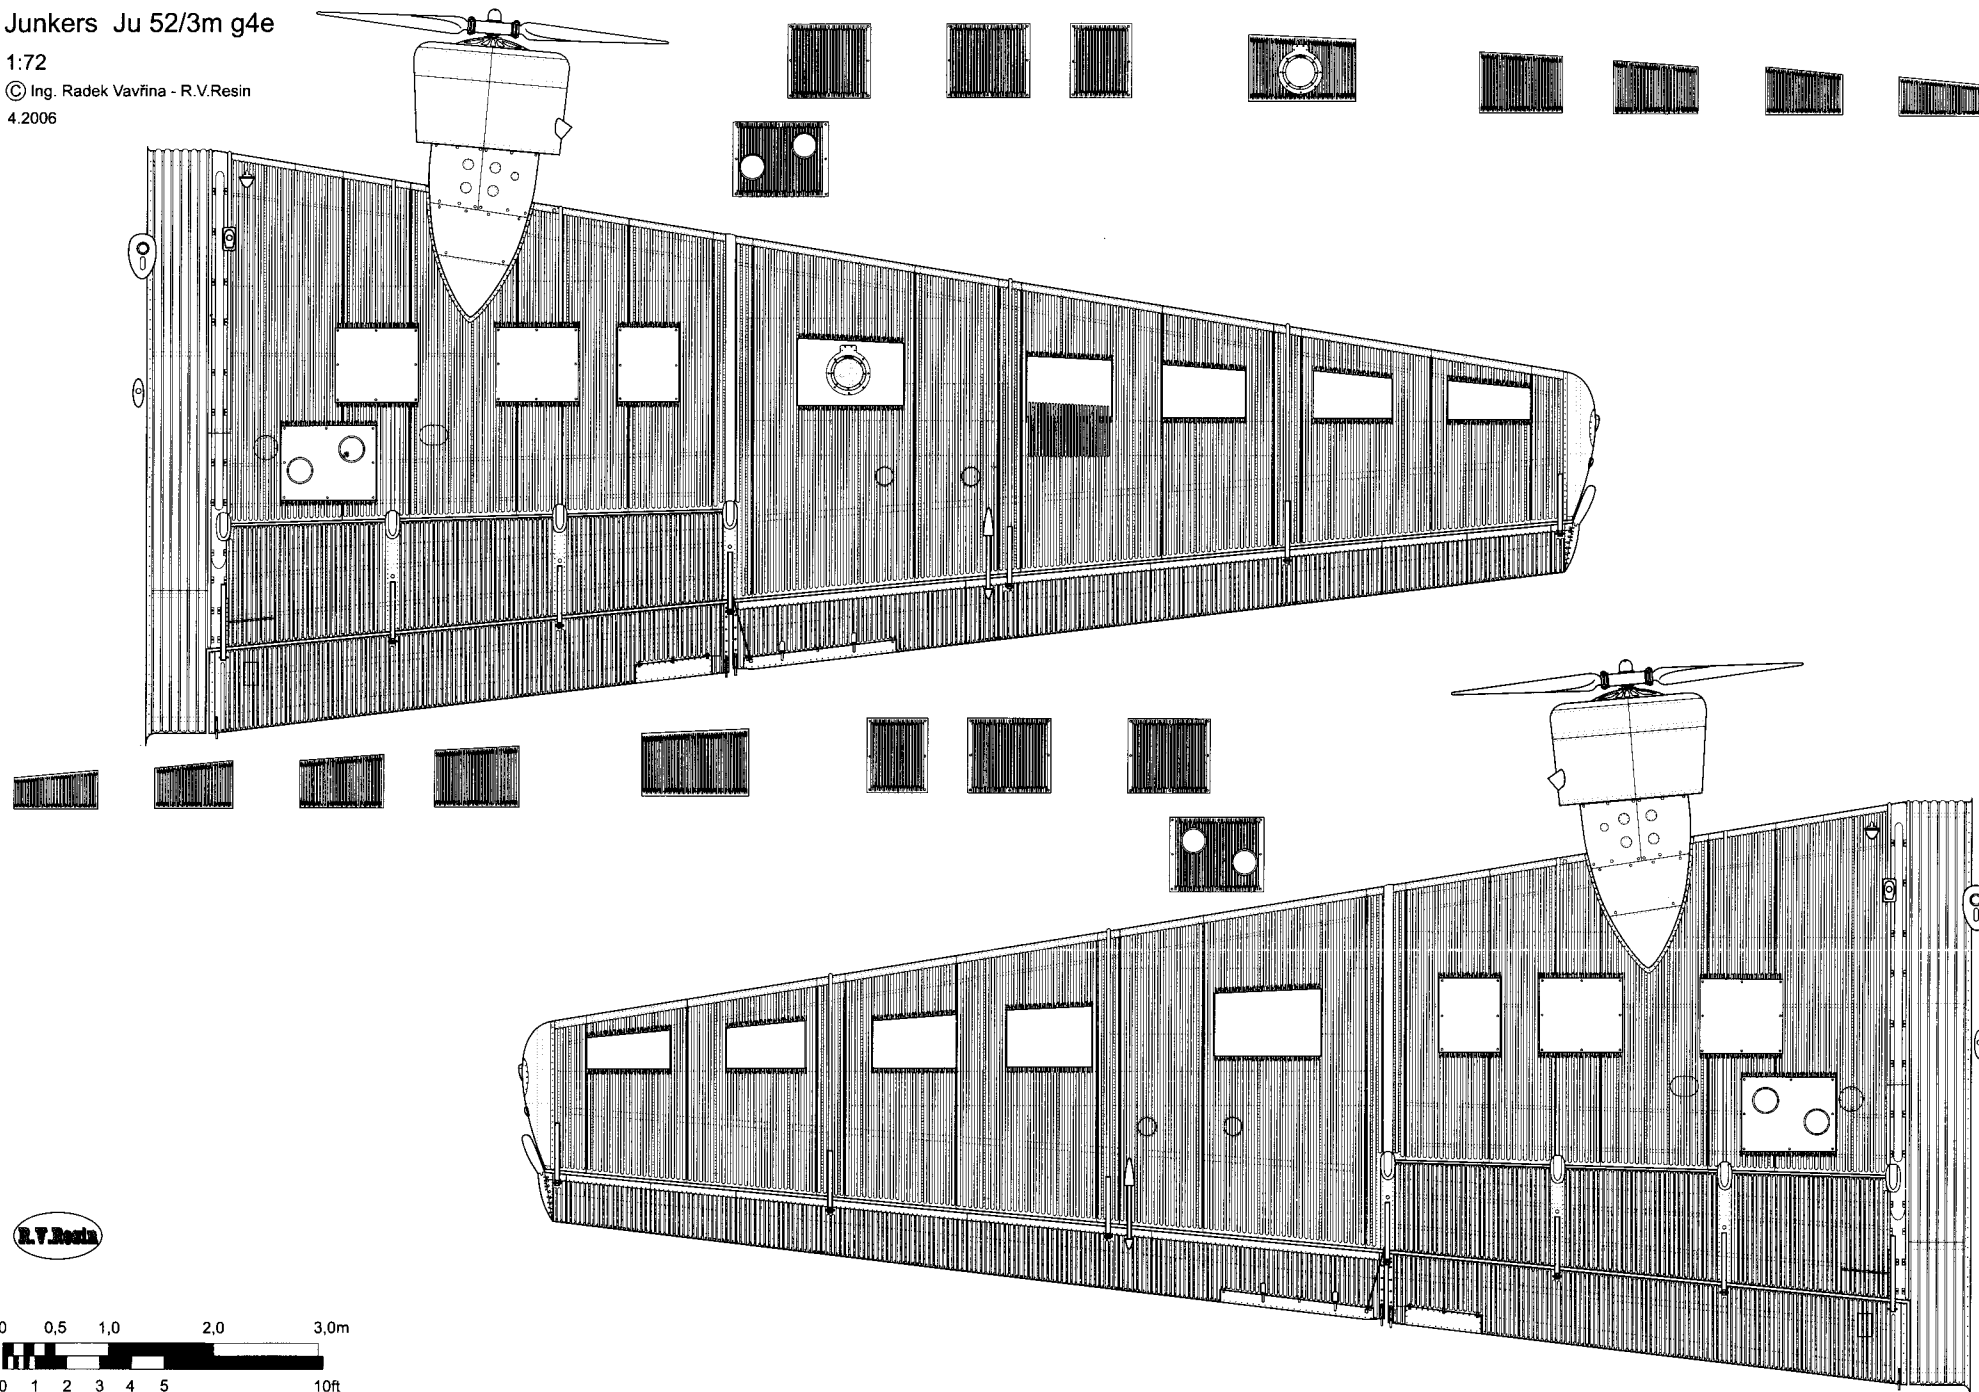 Junkers Ju 52/3m g4e
1:72
© Ing. Radek Vavřina - R.V.Resin
4.2006
R.V.Resin
0 0,5 1,0 2,0 3,0m
0 1 2 3 4 5 10ft